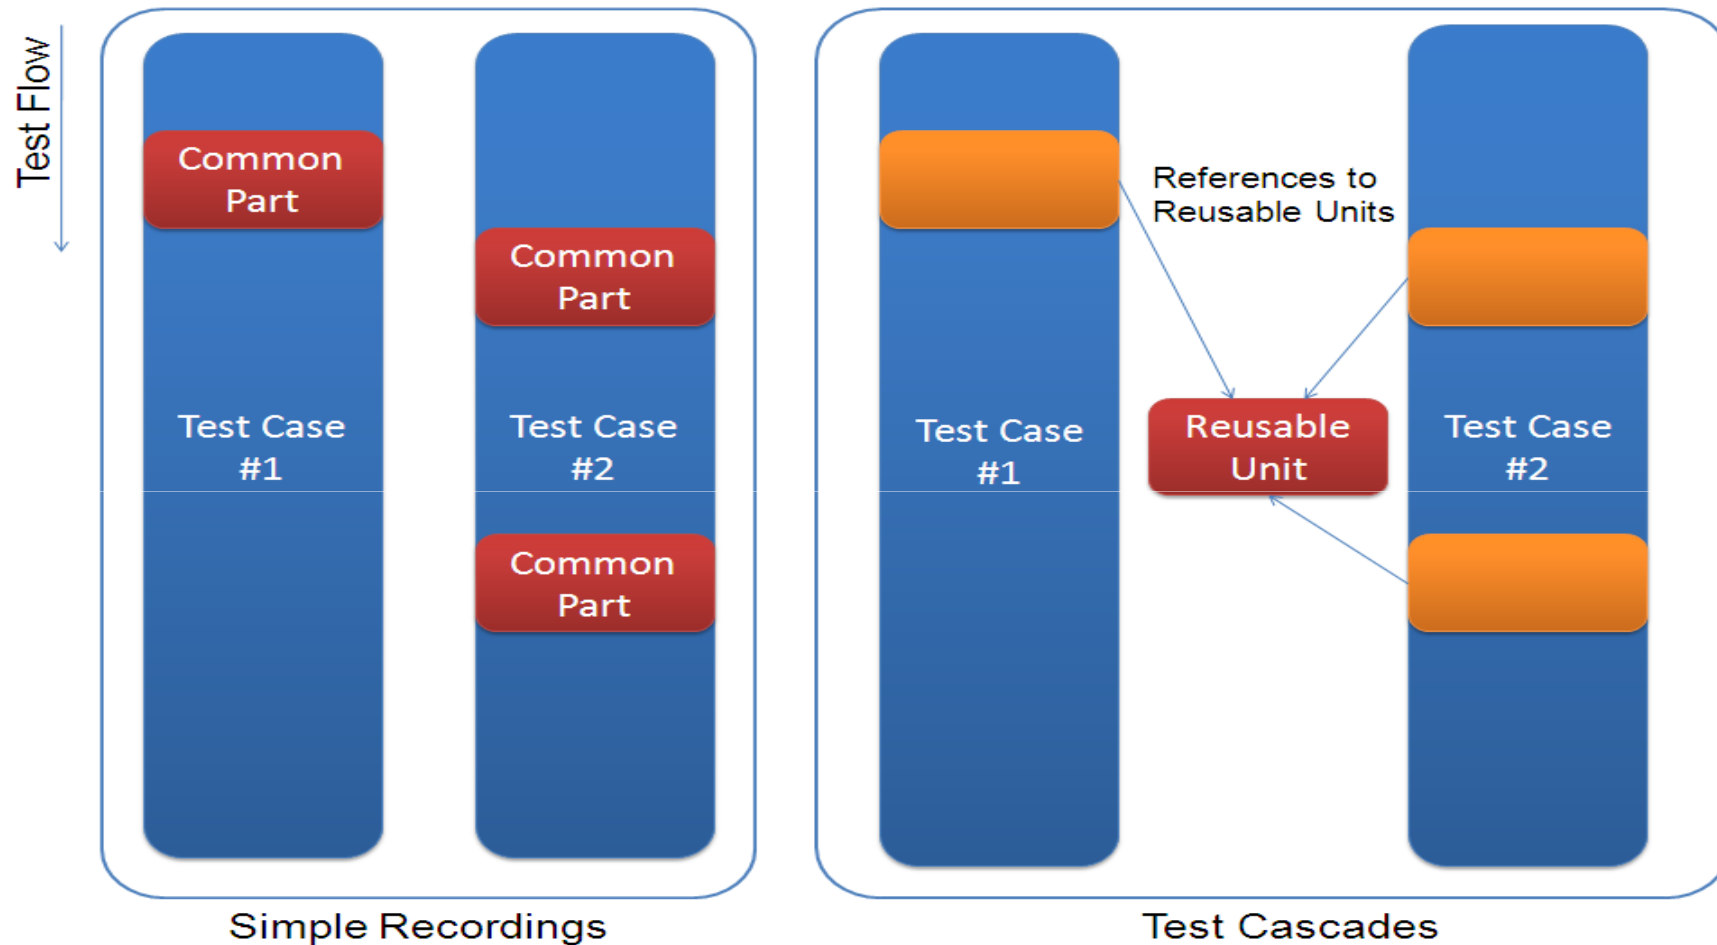 Test Flow
Common
Part
Common
Part
Test Case
#1
Test Case
#2
Common
Part
Simple Recordings
References to
Reusable Units
Test Case
#1
Reusable
Unit
Test Case
#2
Test Cascades